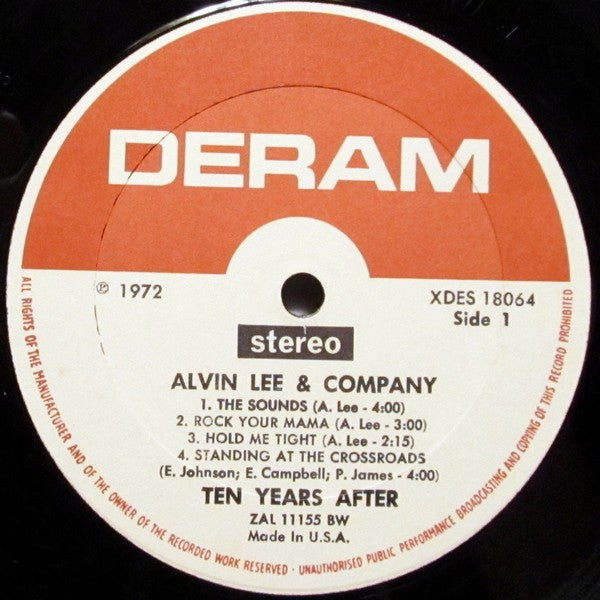 DERAM
℗ 1972
XDES 18064
Side 1
stereo
ALVIN LEE & COMPANY
1. THE SOUNDS (A. Lee - 4:00)
2. ROCK YOUR MAMA (A. Lee - 3:00)
3. HOLD ME TIGHT (A. Lee - 2:15)
4. STANDING AT THE CROSSROADS
(E. Johnson; E. Campbell; P. James - 4:00)
TEN YEARS AFTER
ZAL 11155 BW
Made In U.S.A.
ALL RIGHTS OF THE MANUFACTURER AND OF THE OWNER OF THE RECORDED WORK RESERVED - UNAUTHORISED PUBLIC PERFORMANCE BROADCASTING AND COPYING OF THIS RECORD PROHIBITED